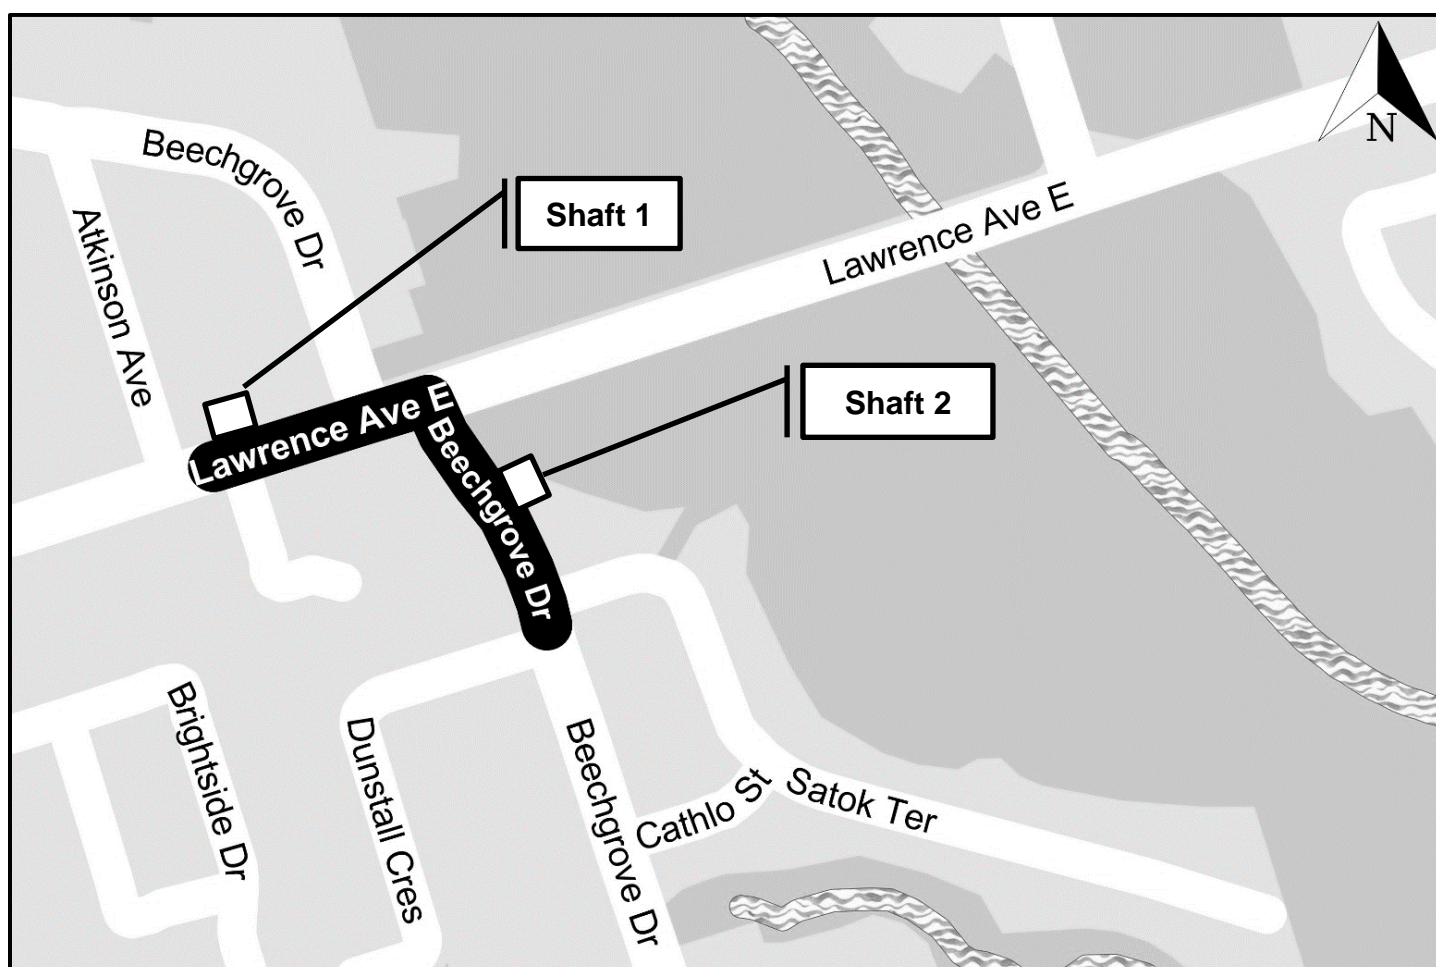 N
Beechgrove Dr
Atkinson Ave
Shaft 1
Lawrence Ave E
Lawrence Ave E
Shaft 2
Beechgrove Dr
Brightside Dr
Dunstall Cres
Beechgrove Dr
Cathlo St
Satok Ter